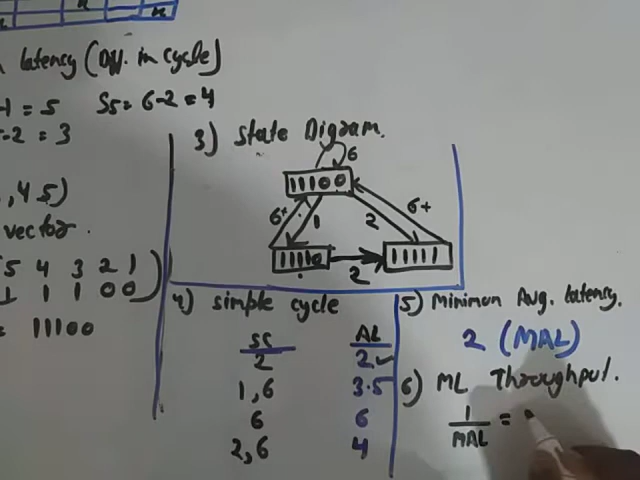 x
x
x
latency (Diff. in cycle)
-1 = 5 S5 = 6-2 = 4
-2 = 3
, 4 5)
vector.
5 4 3 2 1
1 1 1 0 0)
= 11100
3) State Digram.
6
11100
6+ 1 2 6+
11110 11111
2
4) simple cycle
SC AL
2 2 ✓
1, 6 3.5
6 6
2, 6 4
5) Minimon Avg. latency.
2 (MAL)
6) ML Throughput.
1/MAL =